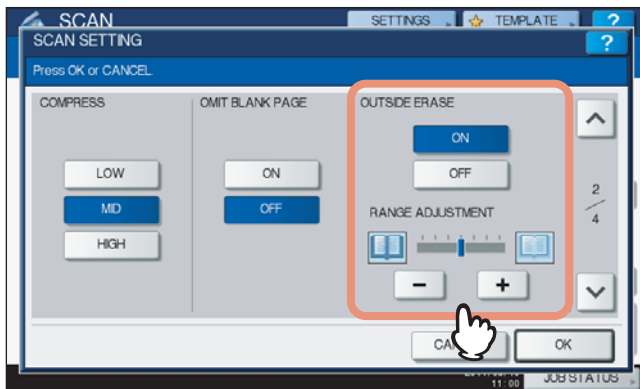 SCAN
SETTINGS
TEMPLATE
?
SCAN SETTING
?
Press OK or CANCEL
COMPRESS
OMIT BLANK PAGE
OUTSIDE ERASE
LOW
MID
HIGH
ON
OFF
ON
OFF
RANGE ADJUSTMENT
-
+
2
4
OK
11:00
JOB STATUS